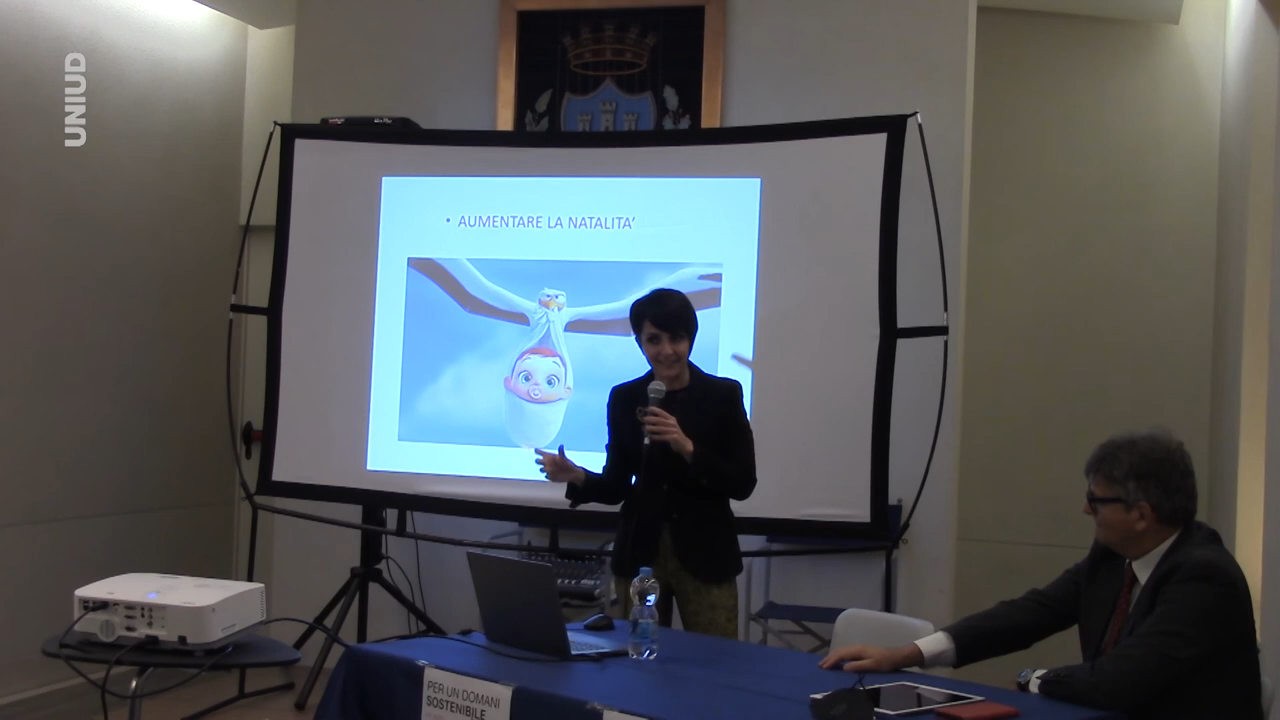 UNIUD
• AUMENTARE LA NATALITA’
PER UN DOMANI
SOSTENIBILE